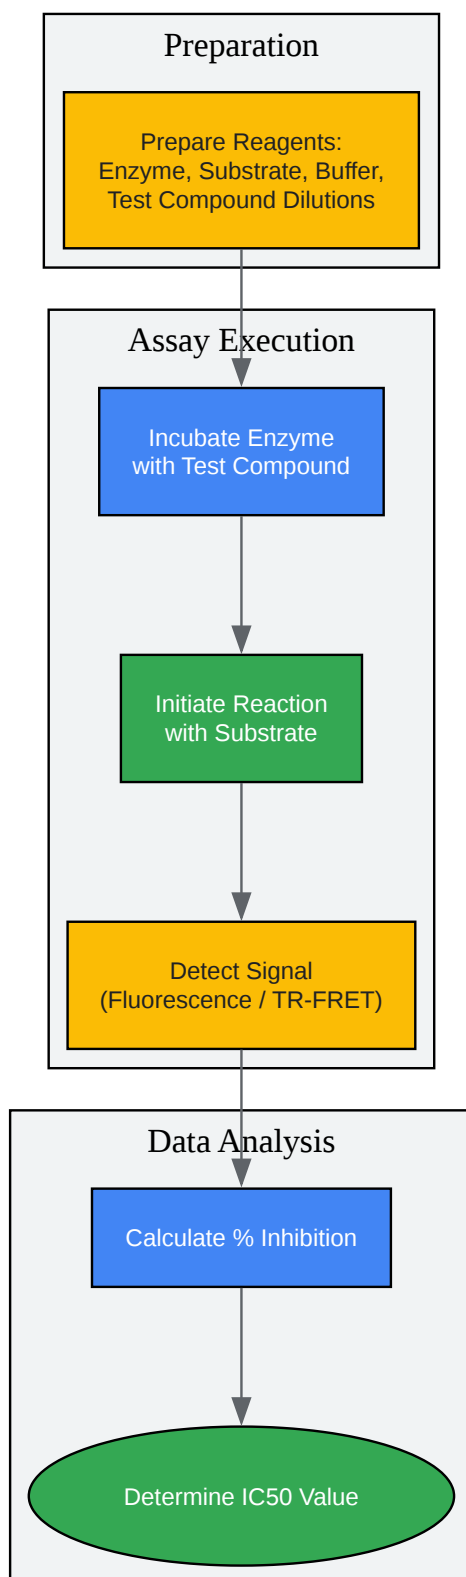 Preparation
Prepare Reagents:
Enzyme, Substrate, Buffer,
Test Compound Dilutions
Assay Execution
Incubate Enzyme
with Test Compound
Initiate Reaction
with Substrate
Detect Signal
(Fluorescence / TR-FRET)
Data Analysis
Calculate % Inhibition
Determine IC50 Value